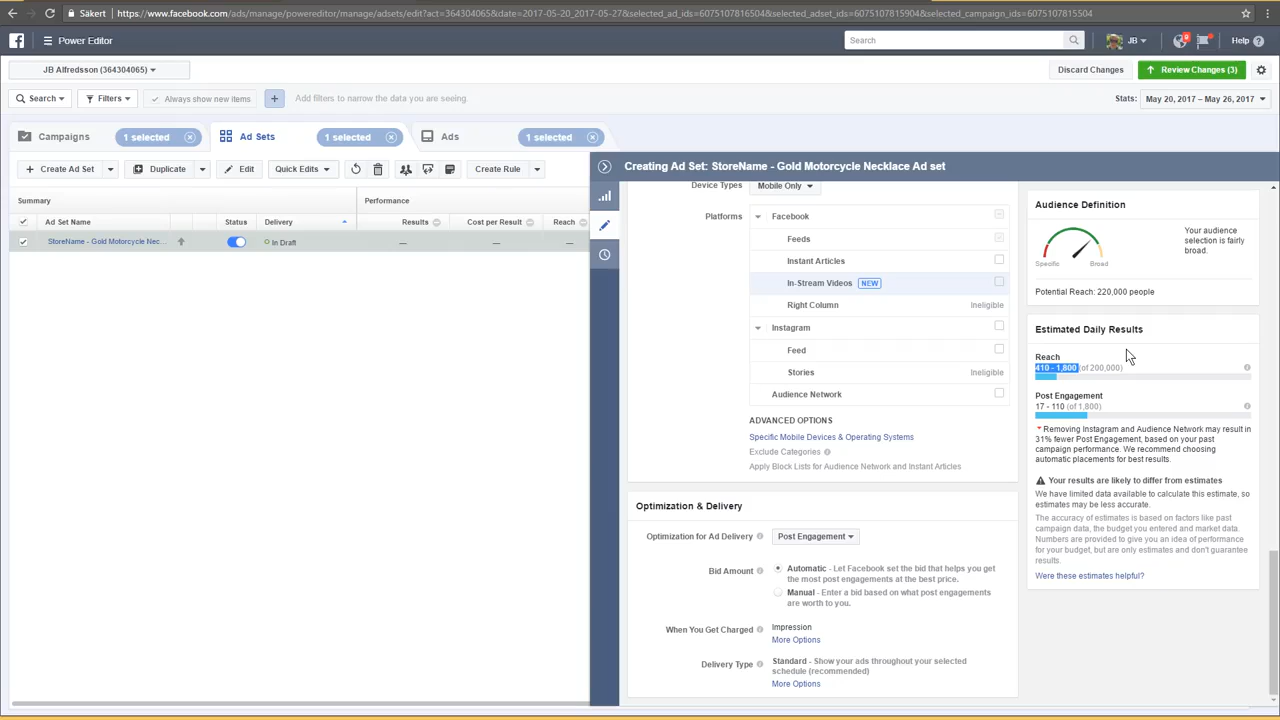 Säkert
https://www.facebook.com/ads/manage/powereditor/manage/adsets/edit?act=364304065&date=2017-05-20_2017-05-27&selected_ad_ids=6075107816504&selected_adset_ids=6075107815904&selected_campaign_ids=6075107815504
Power Editor
Search
JB
9
Help
JB Alfredsson (364304065)
Discard Changes
Review Changes (3)
Search
Filters
Always show new items
Add filters to narrow the data you are seeing.
Stats:
May 20, 2017 – May 26, 2017
Campaigns
1 selected
Ad Sets
1 selected
Ads
1 selected
Create Ad Set
Duplicate
Edit
Quick Edits
Create Rule
Creating Ad Set: StoreName - Gold Motorcycle Necklace Ad set
Summary
Performance
Ad Set Name
Status
Delivery
Results
Cost per Result
Reach
StoreName - Gold Motorcycle Nec...
In Draft
—
—
—
Device Types
Mobile Only
Platforms
Facebook
Feeds
Instant Articles
In-Stream Videos NEW
Right Column
Ineligible
Instagram
Feed
Stories
Ineligible
Audience Network
ADVANCED OPTIONS
Specific Mobile Devices & Operating Systems
Exclude Categories
Apply Block Lists for Audience Network and Instant Articles
Optimization & Delivery
Optimization for Ad Delivery
Post Engagement
Bid Amount
Automatic - Let Facebook set the bid that helps you get
the most post engagements at the best price.
Manual - Enter a bid based on what post engagements
are worth to you.
When You Get Charged
Impression
More Options
Delivery Type
Standard - Show your ads throughout your selected
schedule (recommended)
More Options
Audience Definition
Your audience
selection is fairly
broad.
Specific
Broad
Potential Reach: 220,000 people
Estimated Daily Results
Reach
410 - 1,800 (of 200,000)
Post Engagement
17 - 110 (of 1,800)
* Removing Instagram and Audience Network may result in
31% fewer Post Engagement, based on your past
campaign performance. We recommend choosing
automatic placements for best results.
Your results are likely to differ from estimates
We have limited data available to calculate this estimate, so
estimates may be less accurate.
The accuracy of estimates is based on factors like past
campaign data, the budget you entered and market data.
Numbers are provided to give you an idea of performance
for your budget, but are only estimates and don't guarantee
results.
Were these estimates helpful?